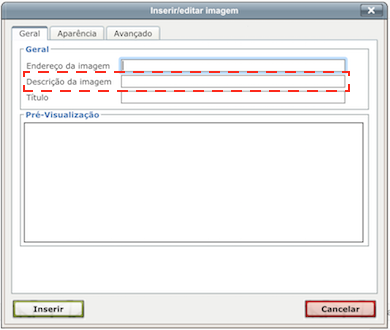 Inserir/editar imagem
Geral Aparência Avançado
Geral
Endereço da imagem
Descrição da imagem
Título
Pré-Visualização
Inserir Cancelar